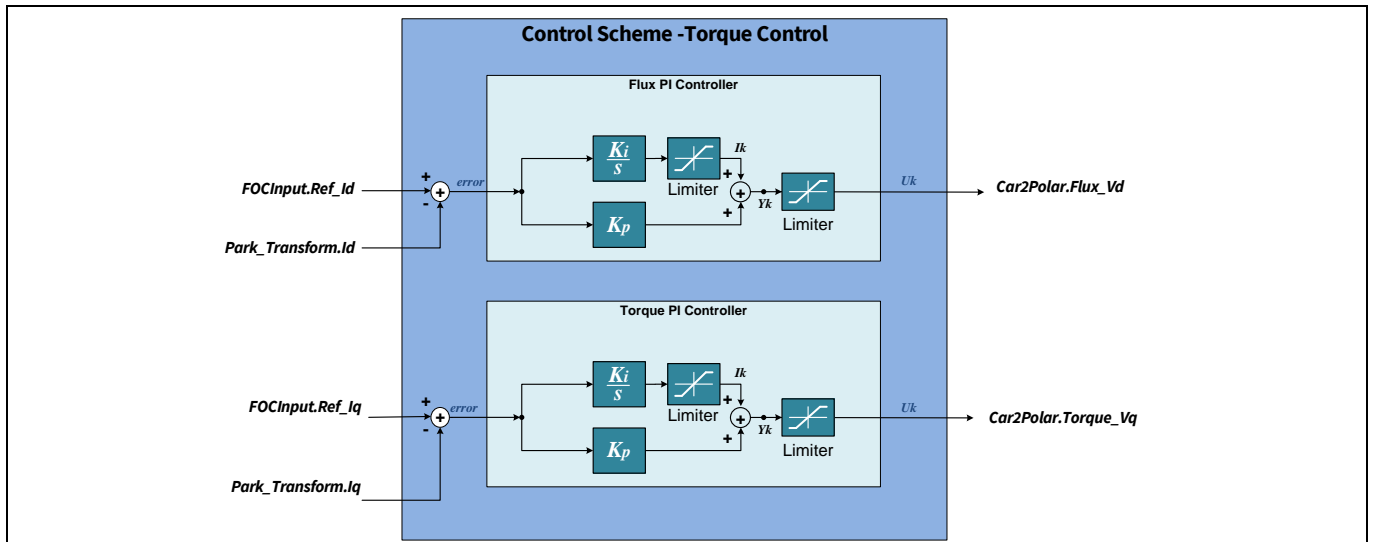 Control Scheme -Torque Control
Flux PI Controller
Ki
s
Ik
+
Limiter
+
FOCInput.Ref_Id
-
error
+
+
Yk
Kp
Limiter
Uk
Car2Polar.Flux_Vd
Park_Transform.Id
Torque PI Controller
Ki
s
Ik
+
Limiter
+
FOCInput.Ref_Iq
-
error
+
+
Yk
Kp
Limiter
Uk
Car2Polar.Torque_Vq
Park_Transform.Iq